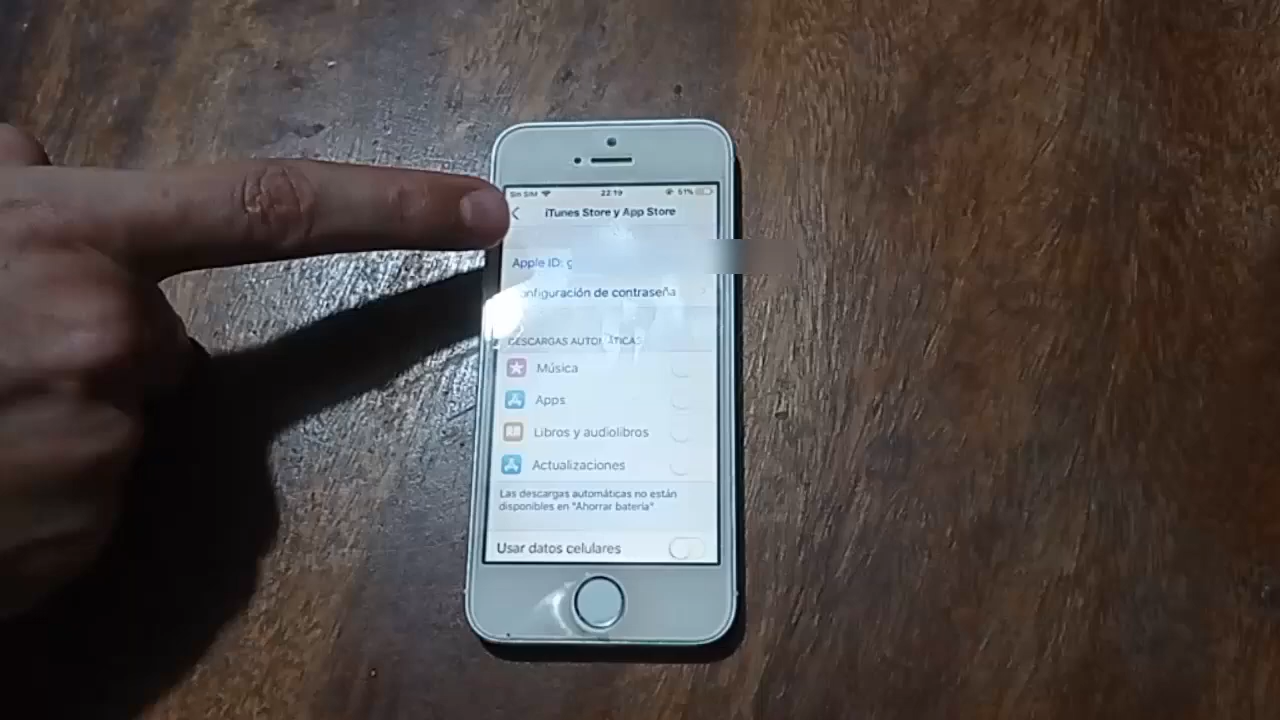 Sin SIM 22:19 51%
iTunes Store y App Store
Apple ID: g
onfiguración de contraseña
DESCARGAS AUTOMÁTICAS
Música
Apps
Libros y audiolibros
Actualizaciones
Las descargas automáticas no están
disponibles en "Ahorrar batería".
Usar datos celulares